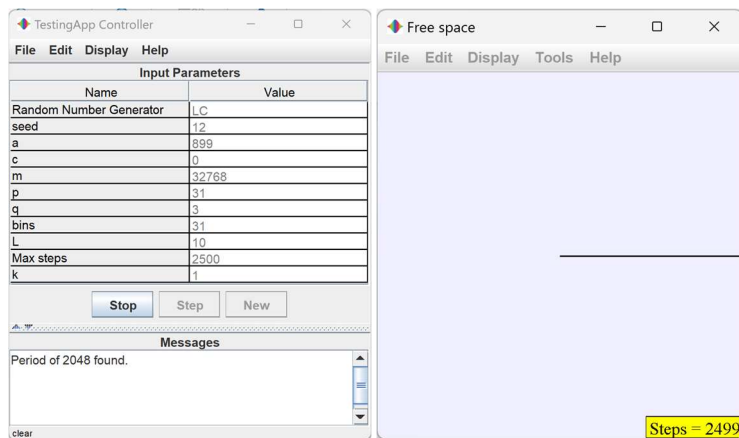 TestingApp Controller
File Edit Display Help
Input Parameters
Name Value
Random Number Generator LC
seed 12
a 899
c 0
m 32768
p 31
q 3
bins 31
L 10
Max steps 2500
k 1
Stop Step New
Messages
Period of 2048 found.
clear
Free space
File Edit Display Tools Help
Steps = 2499